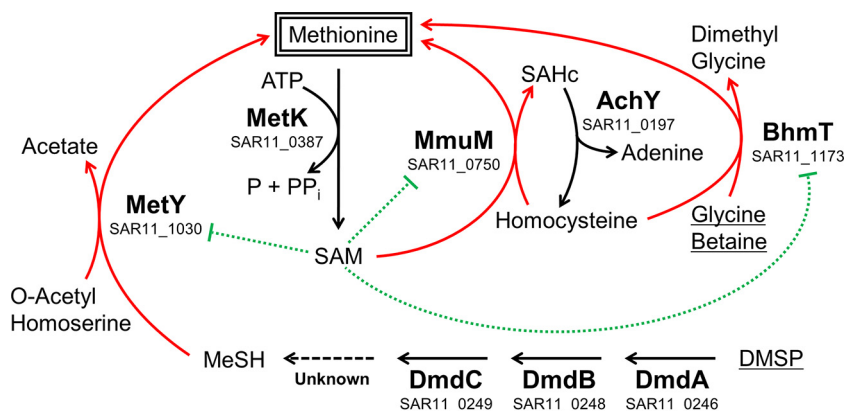 Methionine
Dimethyl
Glycine
ATP
SAHc
MetK
SAR11_0387
AchY
SAR11_0197
Acetate
MmuM
SAR11_0750
BhmT
SAR11_1173
Adenine
P + PPi
MetY
SAR11_1030
Homocysteine
Glycine
Betaine
SAM
O-Acetyl
Homoserine
MeSH
Unknown
DmdC
SAR11_0249
DmdB
SAR11_0248
DmdA
SAR11_0246
DMSP